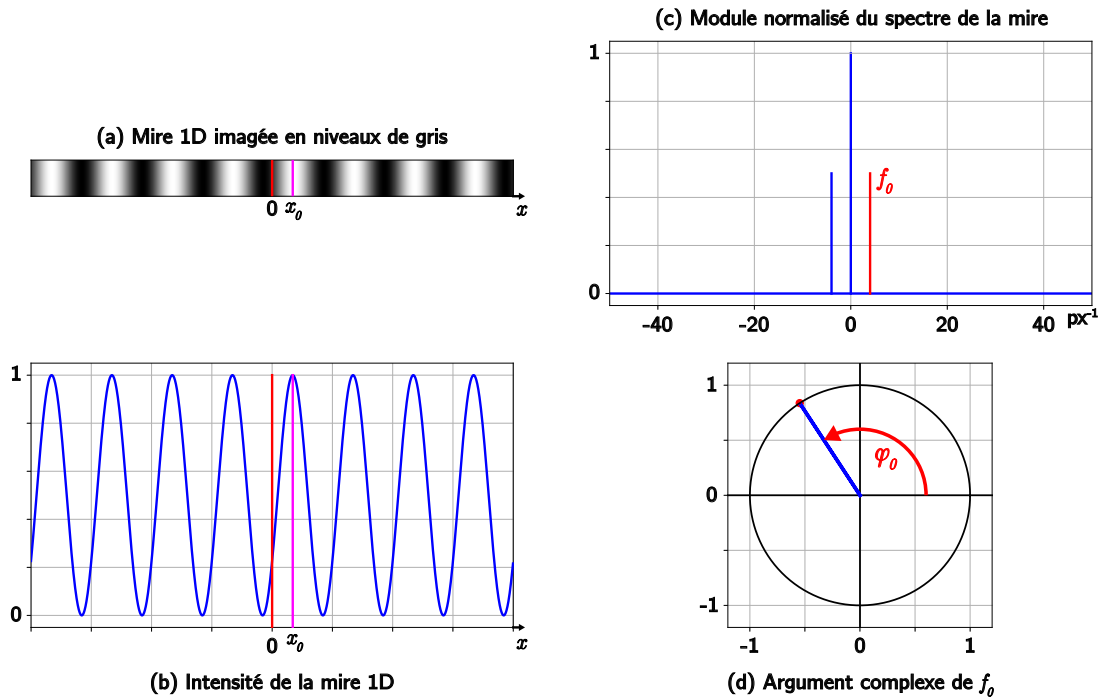 (a) Mire 1D imagée en niveaux de gris
0 x₀ x
(b) Intensité de la mire 1D
1
0
0 x₀ x
(c) Module normalisé du spectre de la mire
1
f₀
0
-40 -20 0 20 40 px⁻¹
(d) Argument complexe de f₀
1
φ₀
0
-1
-1 0 1